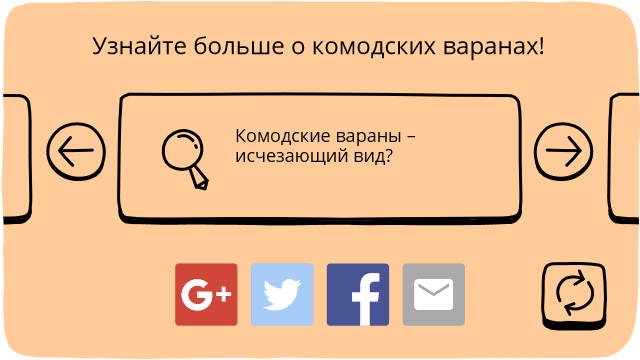 Узнайте больше о комодских варанах!
Комодские вараны –
исчезающий вид?
G+
f